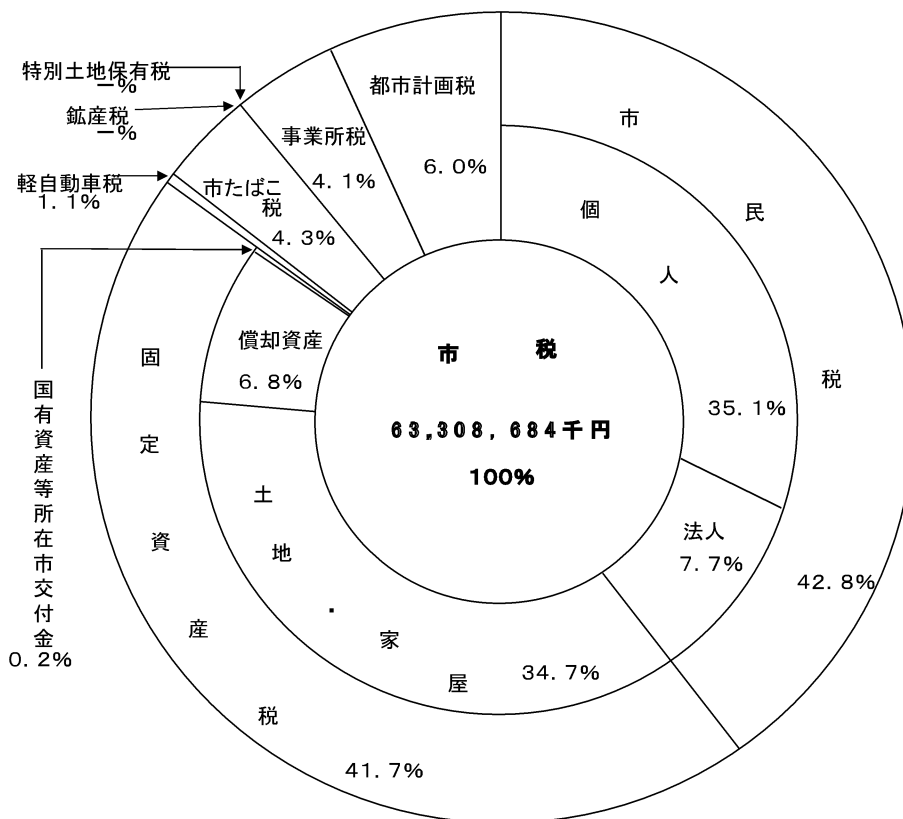 特別土地保有税
－%
鉱産税
－%
軽自動車税
1.1%
市たばこ
税
4.3%
事業所税
4.1%
都市計画税
6.0%
市民税
42.8%
個人
35.1%
法人
7.7%
市 税
63,308,684千円
100%
償却資産
6.8%
土地・家屋
34.7%
固定資産税
41.7%
国有資産等所在市交付金
0.2%